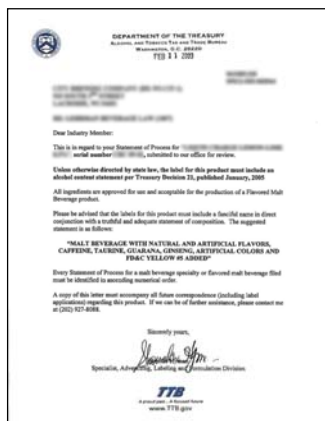 DEPARTMENT OF THE TREASURY
ALCOHOL AND TOBACCO TAX AND TRADE BUREAU
WASHINGTON, D.C. 20220
FEB 11 2009
Dear Industry Member:
This is in regard to your Statement of Process for
serial number submitted to our office for review.
Unless otherwise directed by state law, the label for this product must include an
alcohol content statement per Treasury Decision 21, published January, 2005
All ingredients are approved for use and acceptable for the production of a Flavored Malt
Beverage product.
Please be advised that the labels for this product must include a fanciful name in direct
conjunction with a truthful and adequate statement of composition. The suggested
statement is as follows:
"MALT BEVERAGE WITH NATURAL AND ARTIFICIAL FLAVORS,
CAFFEINE, TAURINE, GUARANA, GINSENG, ARTIFICIAL COLORS AND
FD&C YELLOW #5 ADDED"
Every Statement of Process for a malt beverage specialty or flavored malt beverage filed
must be identified in ascending numerical order.
A copy of this letter must accompany all future correspondence (including label
applications) regarding this product. If we can be of further assistance, please contact me
at (202)-927-8088.
Sincerely yours,
Specialist, Advertising, Labeling and Formulation Division
TTB
www.TTB.gov